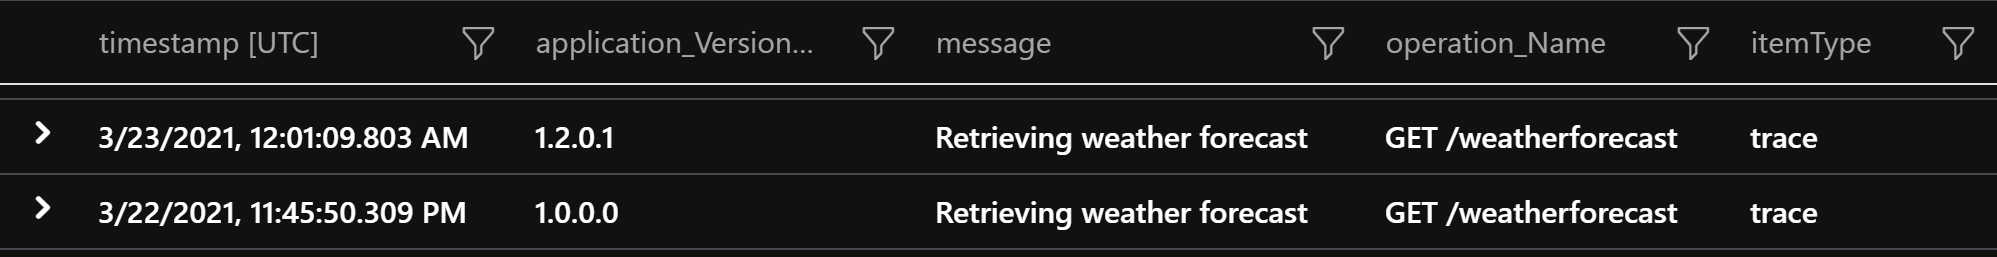 timestamp [UTC] application_Version... message operation_Name itemType
3/23/2021, 12:01:09.803 AM 1.2.0.1 Retrieving weather forecast GET /weatherforecast trace
3/22/2021, 11:45:50.309 PM 1.0.0.0 Retrieving weather forecast GET /weatherforecast trace